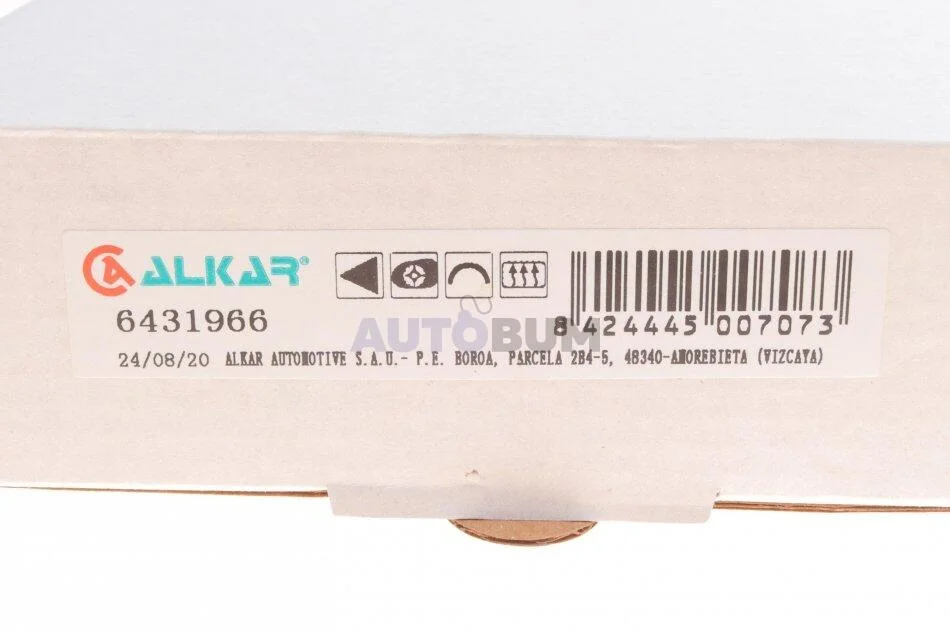 ALKAR®
6431966
AUTOBUM
8 424445 007073
24/08/20 ALKAR AUTOMOTIVE S.A.U.- P.E. BOROA, PARCELA 2B4-5, 48340-AMOREBIETA (VIZCAYA)